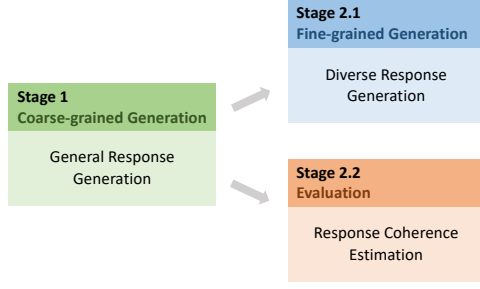 Stage 1
Coarse-grained Generation
General Response
Generation
Stage 2.1
Fine-grained Generation
Diverse Response
Generation
Stage 2.2
Evaluation
Response Coherence
Estimation